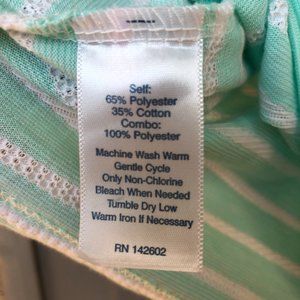 Self:
65% Polyester
35% Cotton
Combo:
100% Polyester
Machine Wash Warm
Gentle Cycle
Only Non-Chlorine
Bleach When Needed
Tumble Dry Low
Warm Iron If Necessary
RN 142602